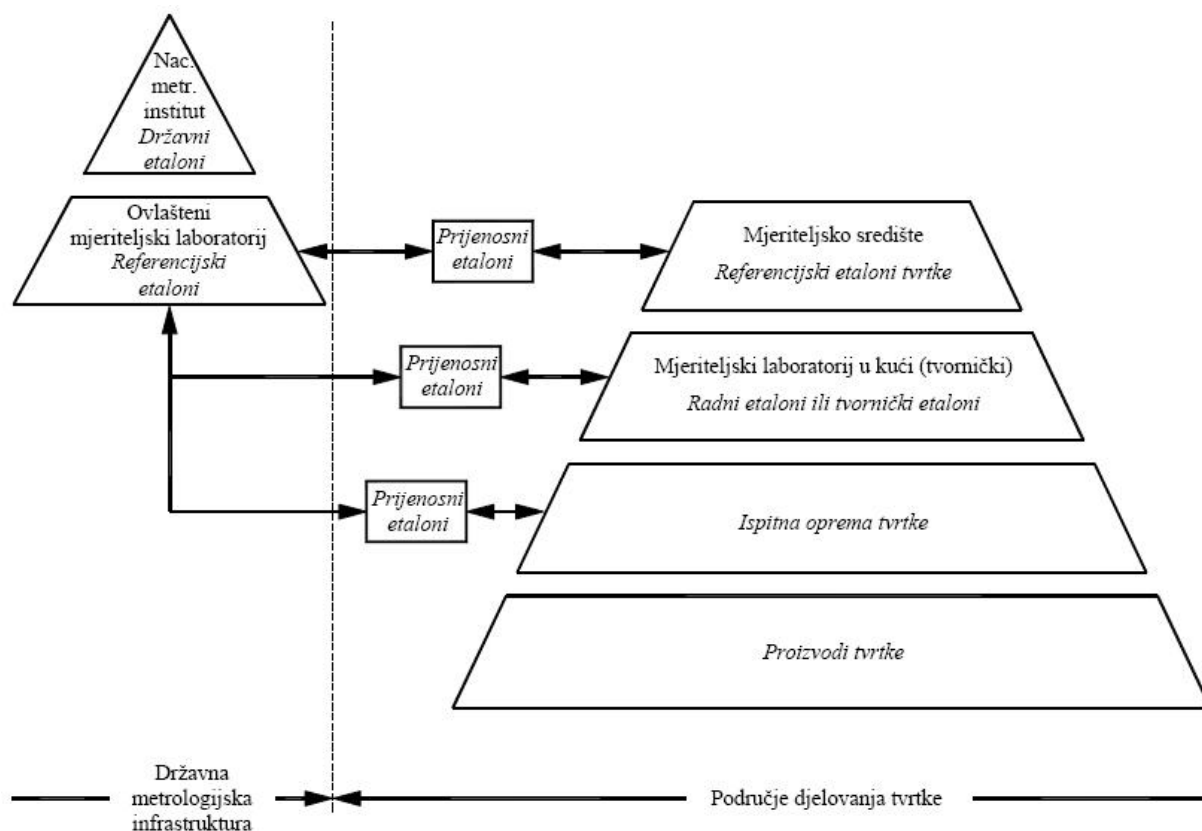 Nac.
metr.
institut
Državni
etaloni
Ovlašteni
mjeriteljski laboratorij
Referencijski
etaloni
Prijenosni
etaloni
Mjeriteljsko središte
Referencijski etaloni tvrtke
Prijenosni
etaloni
Mjeriteljski laboratorij u kući (tvornički)
Radni etaloni ili tvornički etaloni
Prijenosni
etaloni
Ispitna oprema tvrtke
Proizvodi tvrtke
Državna
metrologijska
infrastruktura
Područje djelovanja tvrtke